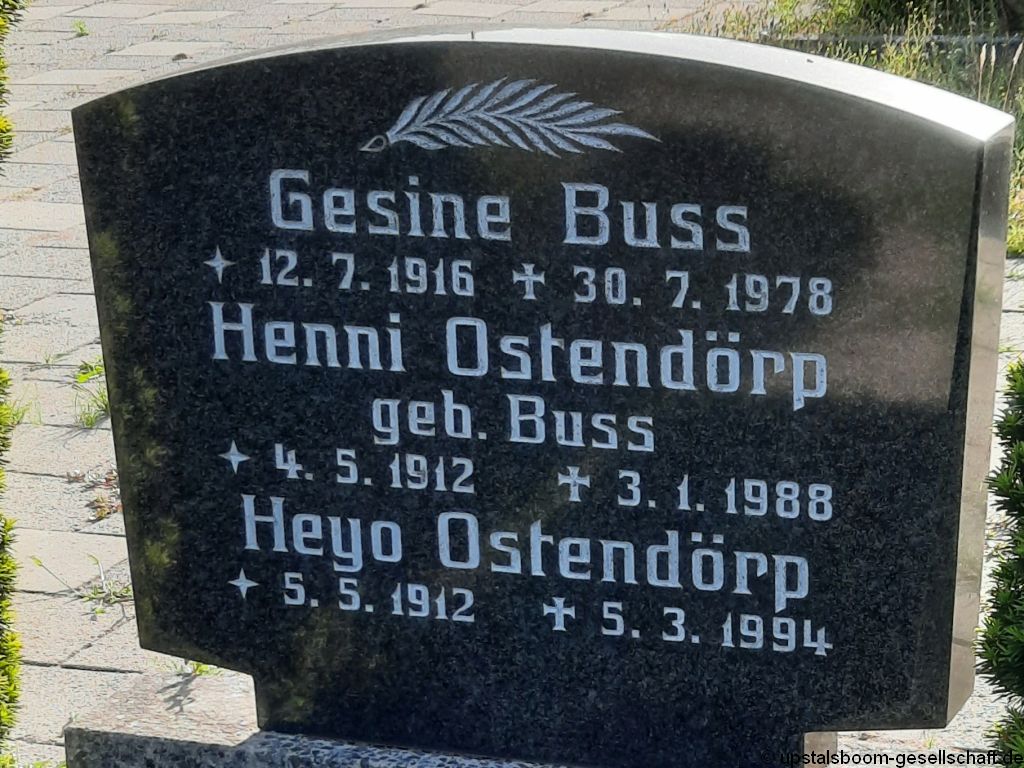 Gesine Buss
✦ 12. 7. 1916 ✠ 30. 7. 1978
Henni Ostendörp
geb. Buss
✦ 4. 5. 1912 ✠ 3. 1. 1988
Heyo Ostendörp
✦ 5. 5. 1912 ✠ 5. 3. 1994
© upstalsboom-gesellschaft.de